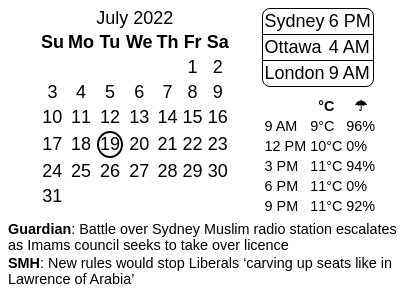 July 2022
Su Mo Tu We Th Fr Sa
1 2
3 4 5 6 7 8 9
10 11 12 13 14 15 16
17 18 19 20 21 22 23
24 25 26 27 28 29 30
31
Sydney 6 PM
Ottawa 4 AM
London 9 AM
°C ☂
9 AM 9°C 96%
12 PM 10°C 0%
3 PM 11°C 94%
6 PM 11°C 0%
9 PM 11°C 92%
Guardian: Battle over Sydney Muslim radio station escalates
as Imams council seeks to take over licence
SMH: New rules would stop Liberals ‘carving up seats like in
Lawrence of Arabia’